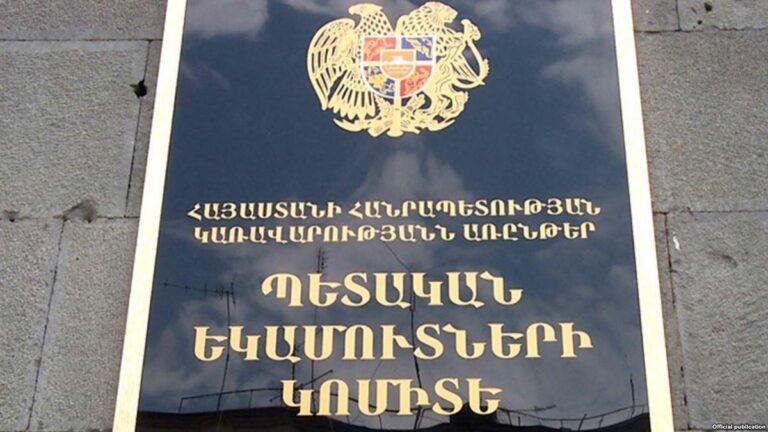 ՀԱՅԱՍՏԱՆԻ ՀԱՆՐԱՊԵՏՈՒԹՅԱՆ
ԿԱՌԱՎԱՐՈՒԹՅԱՆՆ ԱՌԸՆԹԵՐ
ՊԵՏԱԿԱՆ
ԵԿԱՄՈՒՏՆԵՐԻ
ԿՈՄԻՏԵ
Official publication